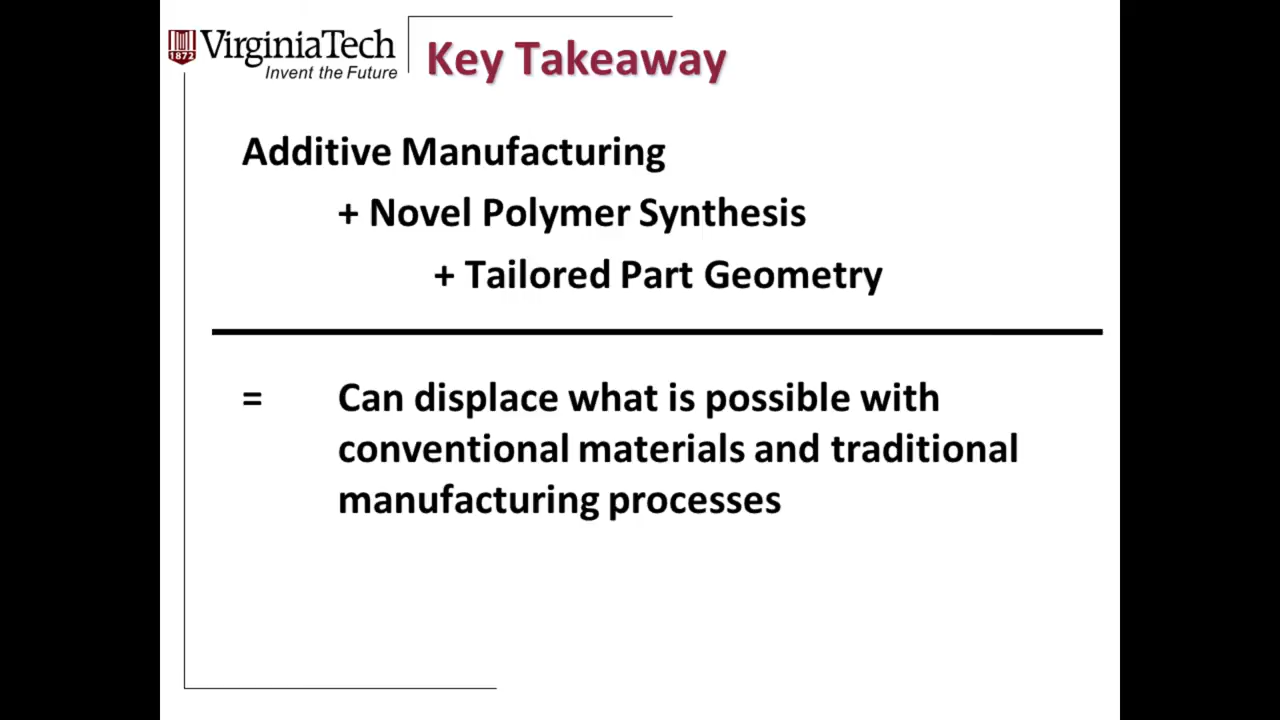 VirginiaTech
1872
Invent the Future
Key Takeaway
Additive Manufacturing
+ Novel Polymer Synthesis
+ Tailored Part Geometry
= Can displace what is possible with
conventional materials and traditional
manufacturing processes